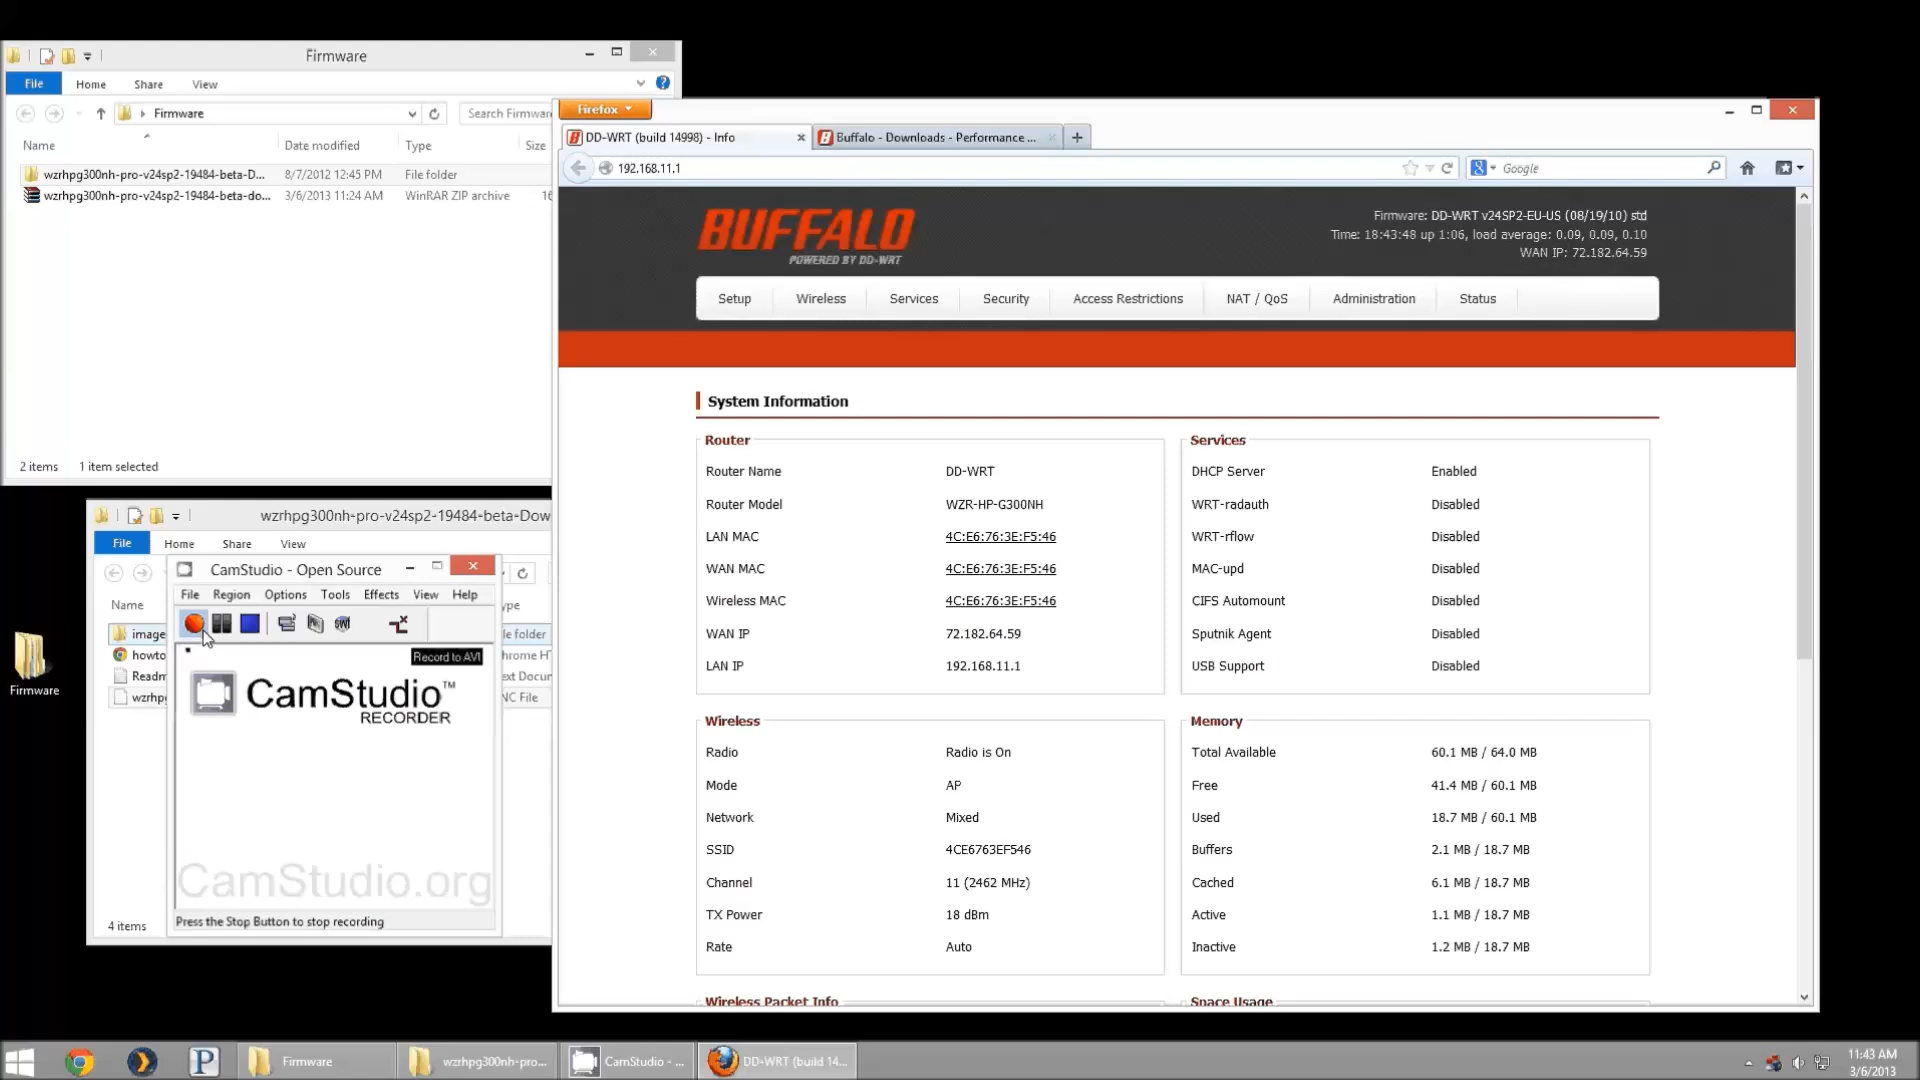 Firmware
File Home Share View
Firmware
Search Firmwa
Name Date modified Type Size
wzrhpg300nh-pro-v24sp2-19484-beta-D... 8/7/2012 12:45 PM File folder
wzrhpg300nh-pro-v24sp2-19484-beta-do... 3/6/2013 11:24 AM WinRAR ZIP archive 16
2 items 1 item selected
wzrhpg300nh-pro-v24sp2-19484-beta-Dow
File Home Share View
Name ype
image le folder
howto hrome HT
Readm ext Docum
wzrhpg NC File
4 items
CamStudio - Open Source
File Region Options Tools Effects View Help
Record to AVI
CamStudio™
RECORDER
CamStudio.org
Press the Stop Button to stop recording
Firmware
Firefox
DD-WRT (build 14998) - Info
Buffalo - Downloads - Performance ...
192.168.11.1
Google
BUFFALO
POWERED BY DD-WRT
Firmware: DD-WRT v24SP2-EU-US (08/19/10) std
Time: 18:43:48 up 1:06, load average: 0.09, 0.09, 0.10
WAN IP: 72.182.64.59
Setup Wireless Services Security Access Restrictions NAT / QoS Administration Status
System Information
Router
Router Name DD-WRT
Router Model WZR-HP-G300NH
LAN MAC 4C:E6:76:3E:F5:46
WAN MAC 4C:E6:76:3E:F5:46
Wireless MAC 4C:E6:76:3E:F5:46
WAN IP 72.182.64.59
LAN IP 192.168.11.1
Services
DHCP Server Enabled
WRT-radauth Disabled
WRT-rflow Disabled
MAC-upd Disabled
CIFS Automount Disabled
Sputnik Agent Disabled
USB Support Disabled
Wireless
Radio Radio is On
Mode AP
Network Mixed
SSID 4CE6763EF546
Channel 11 (2462 MHz)
TX Power 18 dBm
Rate Auto
Memory
Total Available 60.1 MB / 64.0 MB
Free 41.4 MB / 60.1 MB
Used 18.7 MB / 60.1 MB
Buffers 2.1 MB / 18.7 MB
Cached 6.1 MB / 18.7 MB
Active 1.1 MB / 18.7 MB
Inactive 1.2 MB / 18.7 MB
Wireless Packet Info
Space Usage
Firmware
wzrhpg300nh-pro...
CamStudio - ...
DD-WRT (build 14...
11:43 AM
3/6/2013